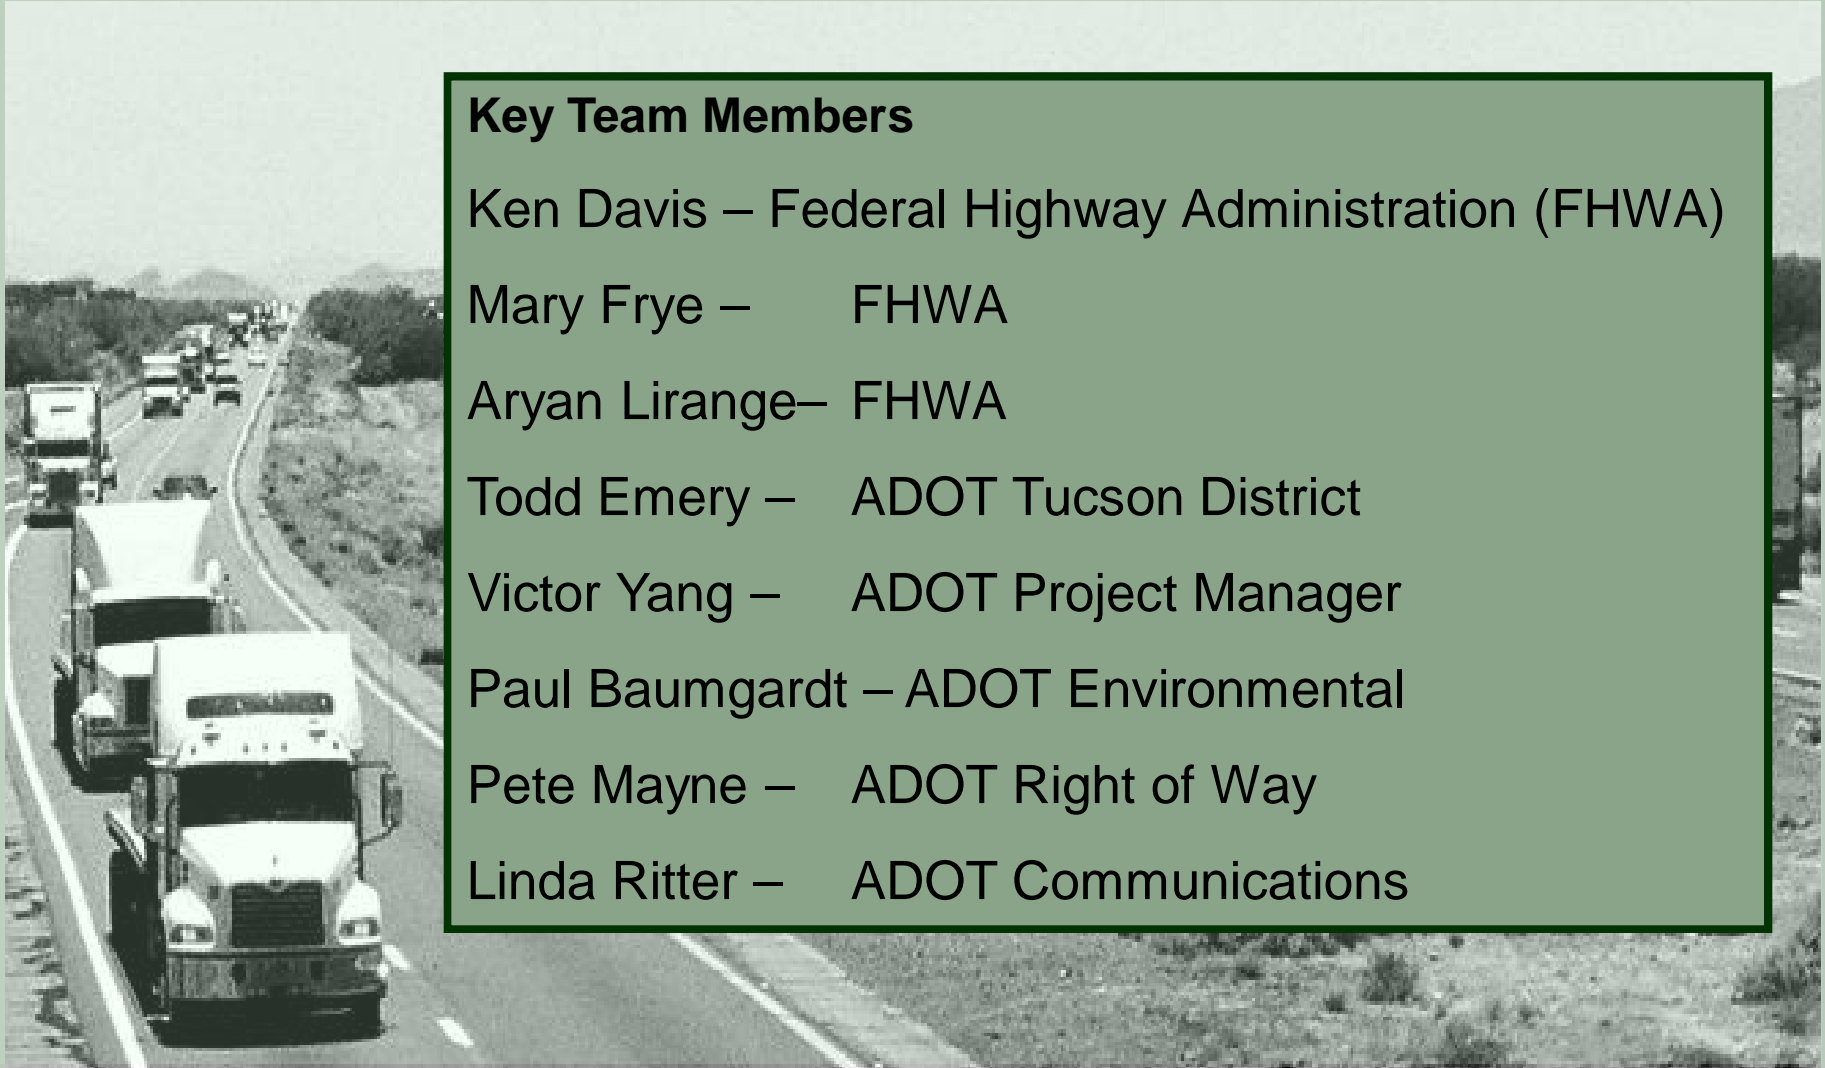 Key Team Members
Ken Davis – Federal Highway Administration (FHWA)
Mary Frye – FHWA
Aryan Lirange– FHWA
Todd Emery – ADOT Tucson District
Victor Yang – ADOT Project Manager
Paul Baumgardt – ADOT Environmental
Pete Mayne – ADOT Right of Way
Linda Ritter – ADOT Communications